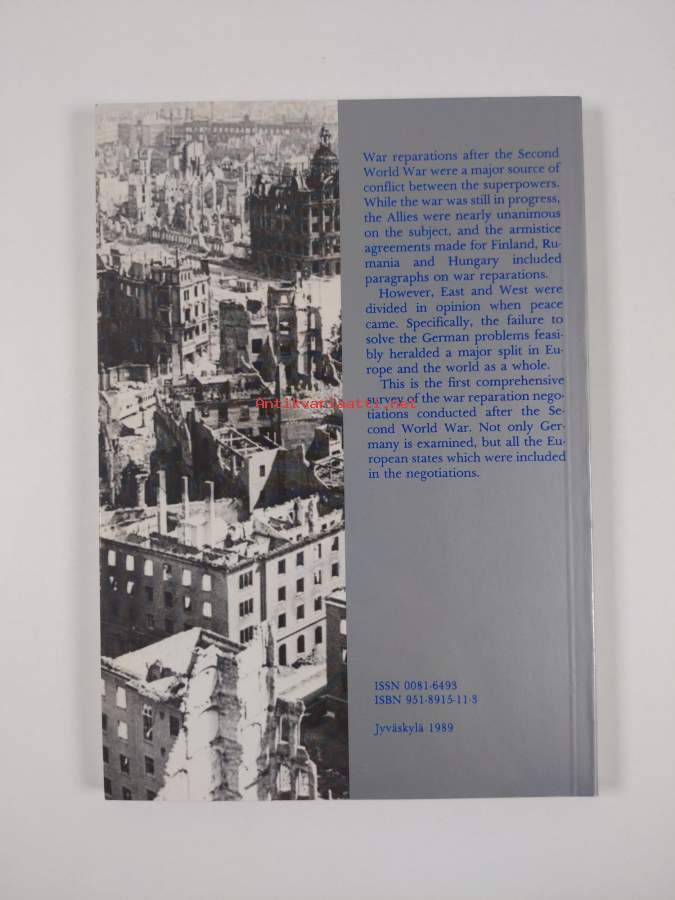 War reparations after the Second
World War were a major source of
conflict between the superpowers.
While the war was still in progress,
the Allies were nearly unanimous
on the subject, and the armistice
agreements made for Finland, Ru-
mania and Hungary included
paragraphs on war reparations.
However, East and West were
divided in opinion when peace
came. Specifically, the failure to
solve the German problems feasi-
bly heralded a major split in Eu-
rope and the world as a whole.
This is the first comprehensive
survey of the war reparation nego-
Antikvariaatti.net
tiations conducted after the Se-
cond World War. Not only Ger-
many is examined, but all the Eu-
ropean states which were included
in the negotiations.
ISSN 0081-6493
ISBN 951-8915-11-3
Jyväskylä 1989